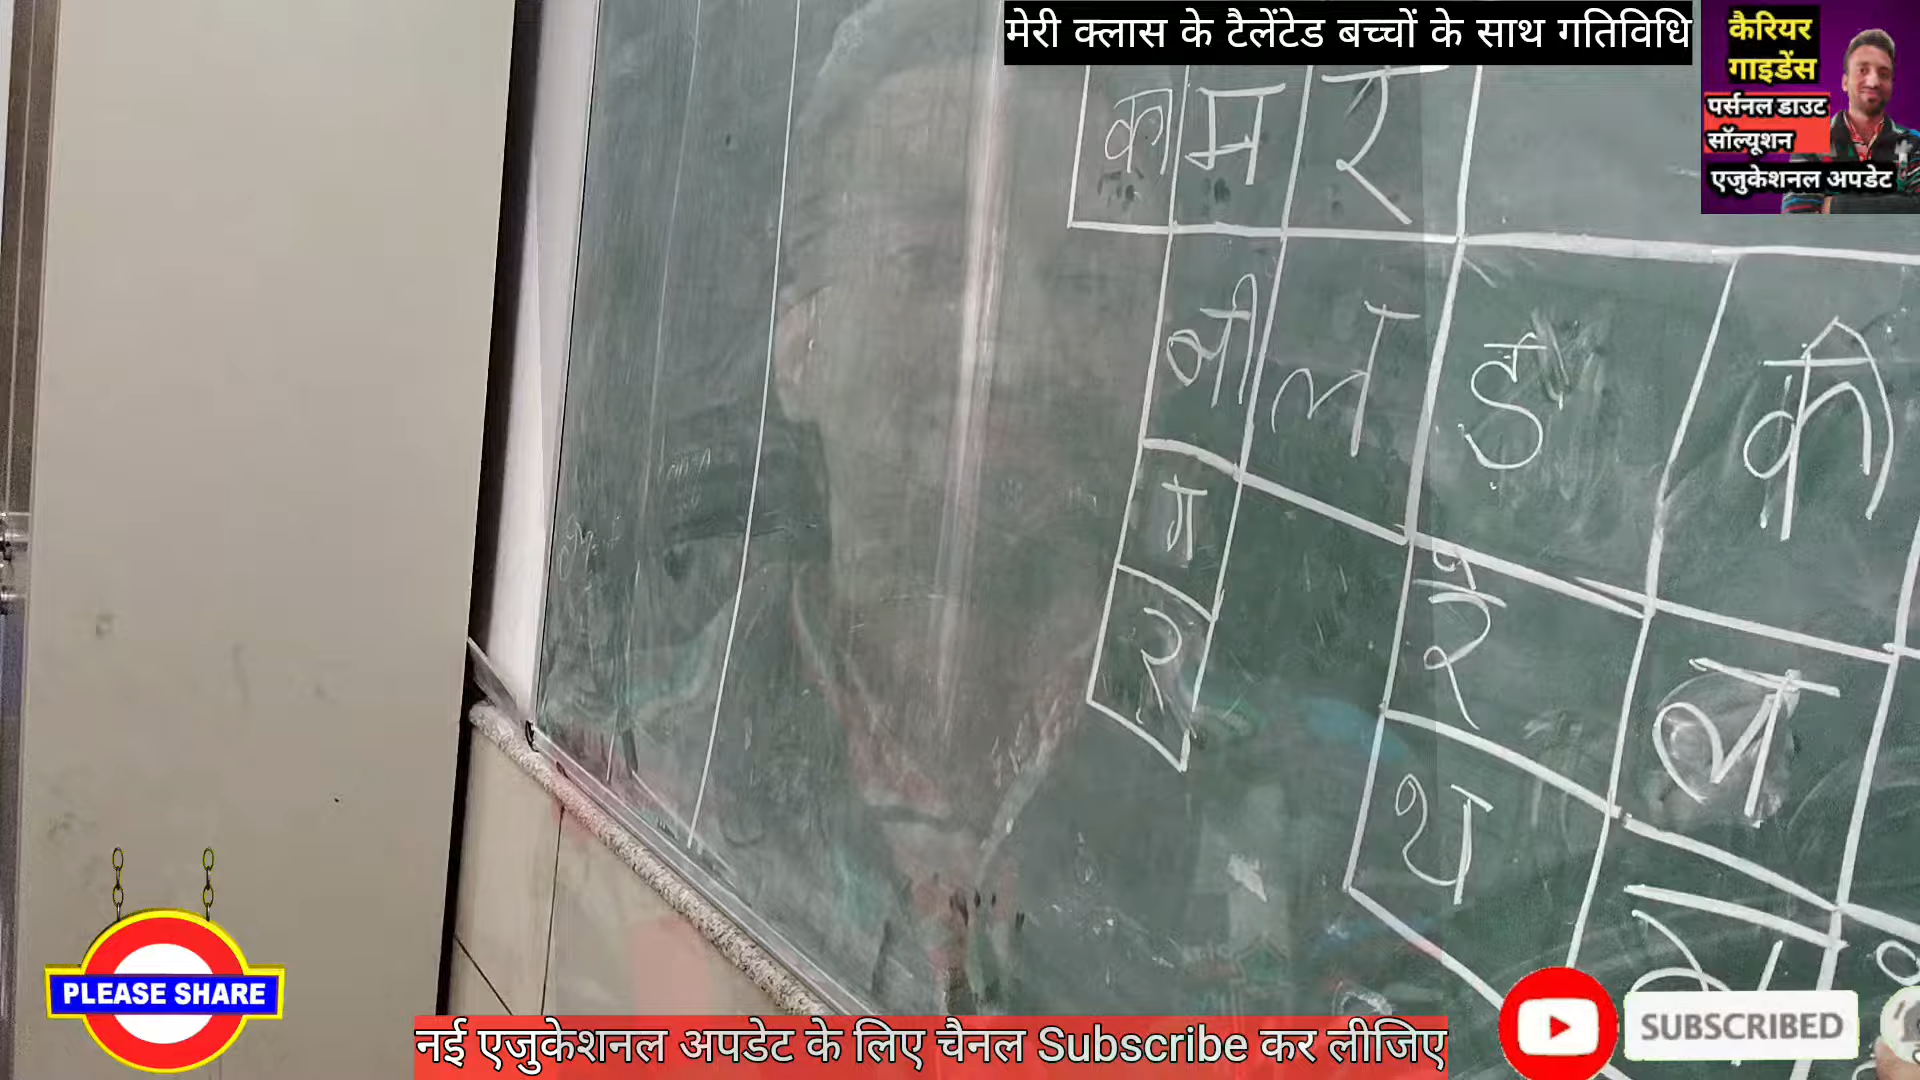 मेरी क्लास के टैलेंटेड बच्चों के साथ गतिविधि
कैरियर
गाइडेंस
पर्सनल डाउट
सॉल्यूशन
एजुकेशनल अपडेट
का म र
ल ई की
ग
र रे ल
थ
PLEASE SHARE
नई एजुकेशनल अपडेट के लिए चैनल Subscribe कर लीजिए
SUBSCRIBED